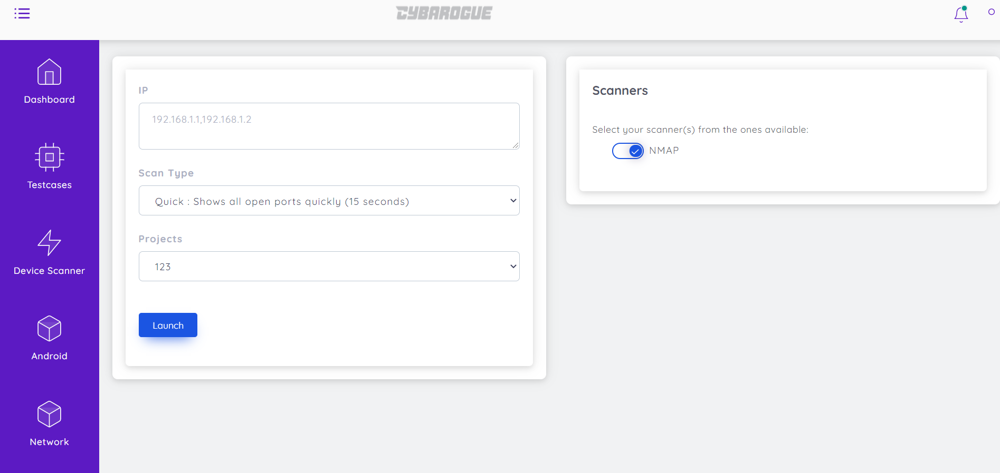 CYBAROGUE
Dashboard
Testcases
Device Scanner
Android
Network
IP
192.168.1.1,192.168.1.2
Scan Type
Quick : Shows all open ports quickly (15 seconds)
Projects
123
Launch
Scanners
Select your scanner(s) from the ones available:
NMAP